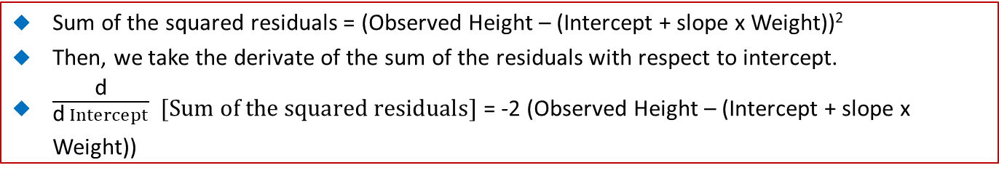 ◆ Sum of the squared residuals = (Observed Height – (Intercept + slope x Weight))²
◆ Then, we take the derivate of the sum of the residuals with respect to intercept.
◆ d / d Intercept [Sum of the squared residuals] = -2 (Observed Height – (Intercept + slope x
Weight))